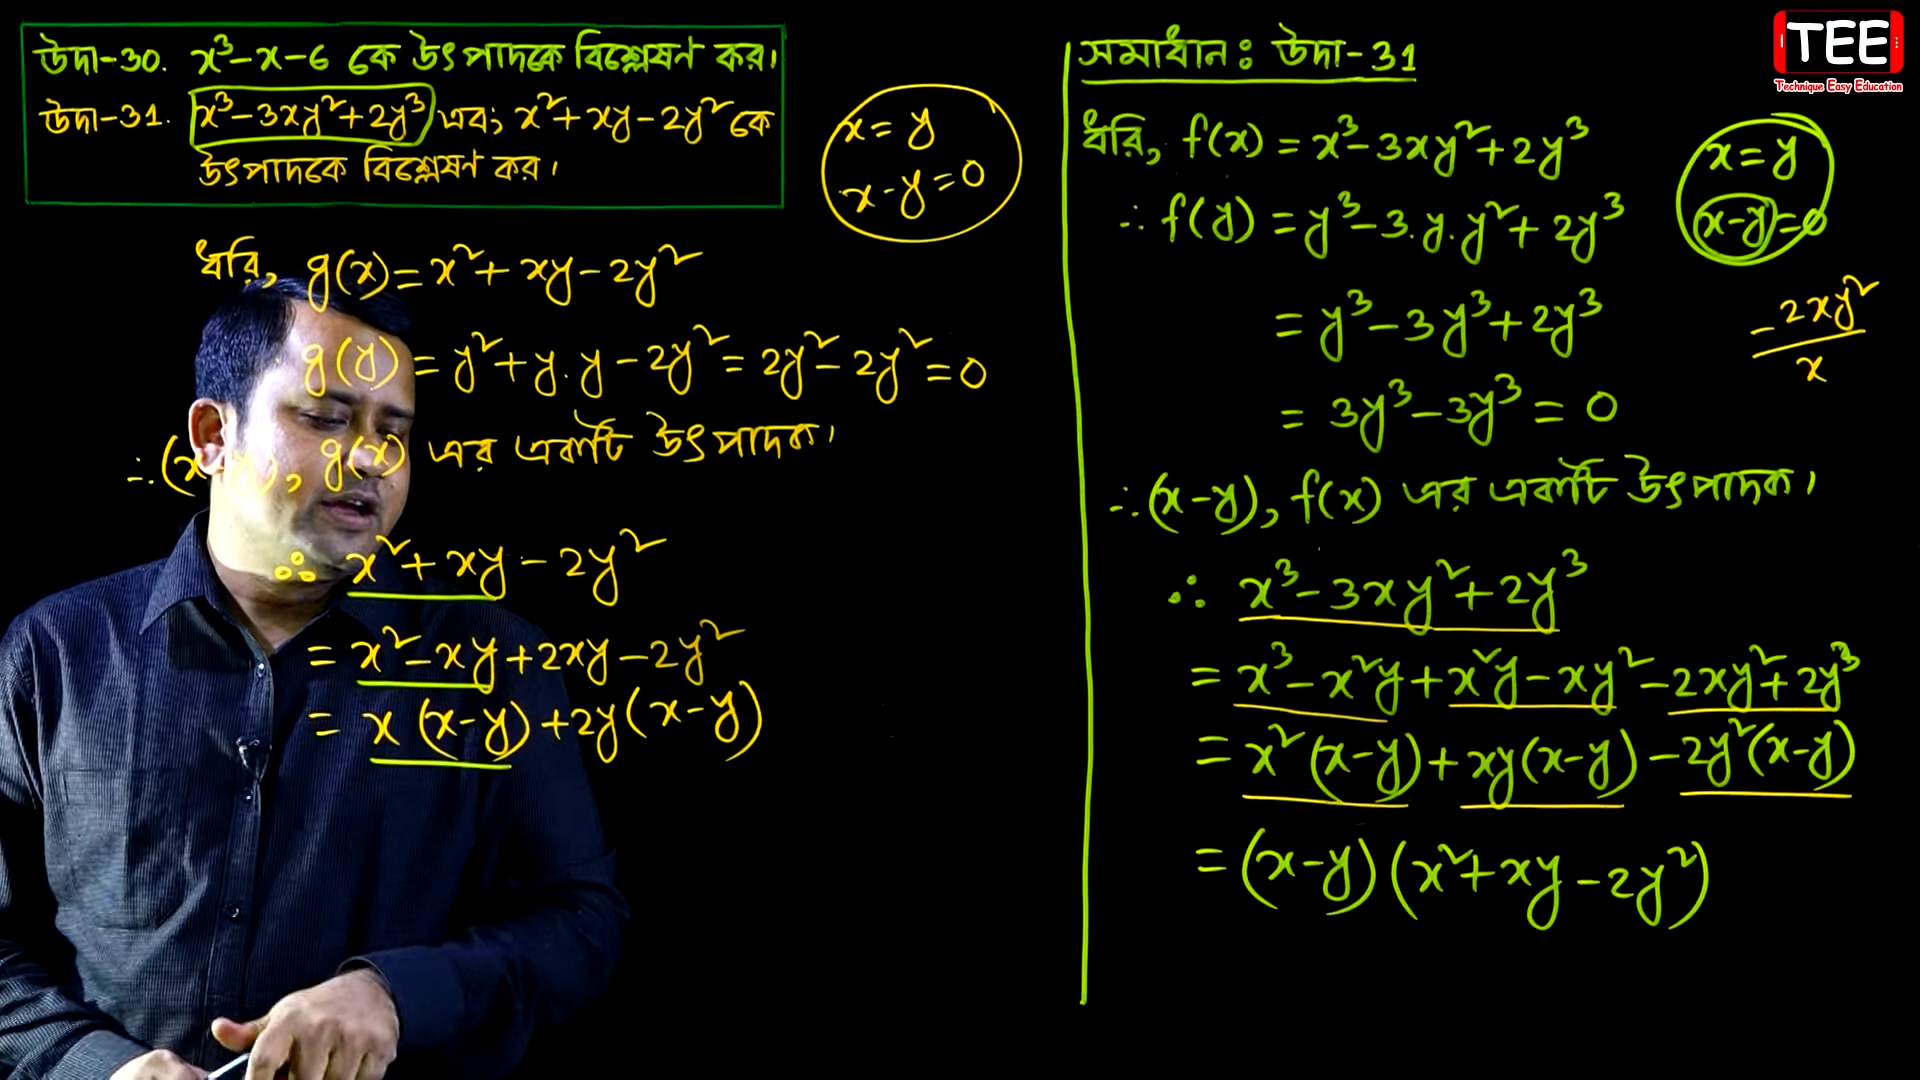 উদা-30. x³-x-6 কে উৎপাদকে বিশ্লেষণ কর।
উদা-31. x³-3xy²+2y³ এবং x²+xy-2y² কে
উৎপাদকে বিশ্লেষণ কর।
x=y
x-y=0
ধরি, g(x)=x²+xy-2y²
g(y)=y²+y.y-2y²=2y²-2y²=0
∴(x ), g(x) এর একটি উৎপাদক।
∴ x²+xy-2y²
= x²-xy+2xy-2y²
= x(x-y)+2y(x-y)
সমাধান: উদা-31
ধরি, f(x)=x³-3xy²+2y³
∴ f(y)=y³-3.y.y²+2y³
= y³-3y³+2y³
= 3y³-3y³=0
∴(x-y), f(x) এর একটি উৎপাদক।
∴ x³-3xy²+2y³
= x³-x²y+x²y-xy²-2xy²+2y³
= x²(x-y)+xy(x-y)-2y²(x-y)
= (x-y)(x²+xy-2y²)
x=y
x-y=0
-2xy²
x
TEE
Technique Easy Education